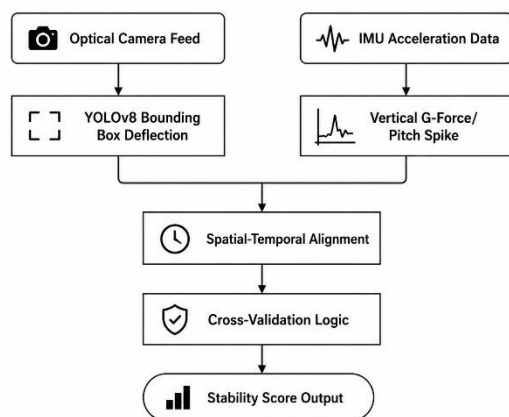 Optical Camera Feed
IMU Acceleration Data
YOLOv8 Bounding
Box Deflection
Vertical G-Force/
Pitch Spike
Spatial-Temporal Alignment
Cross-Validation Logic
Stability Score Output